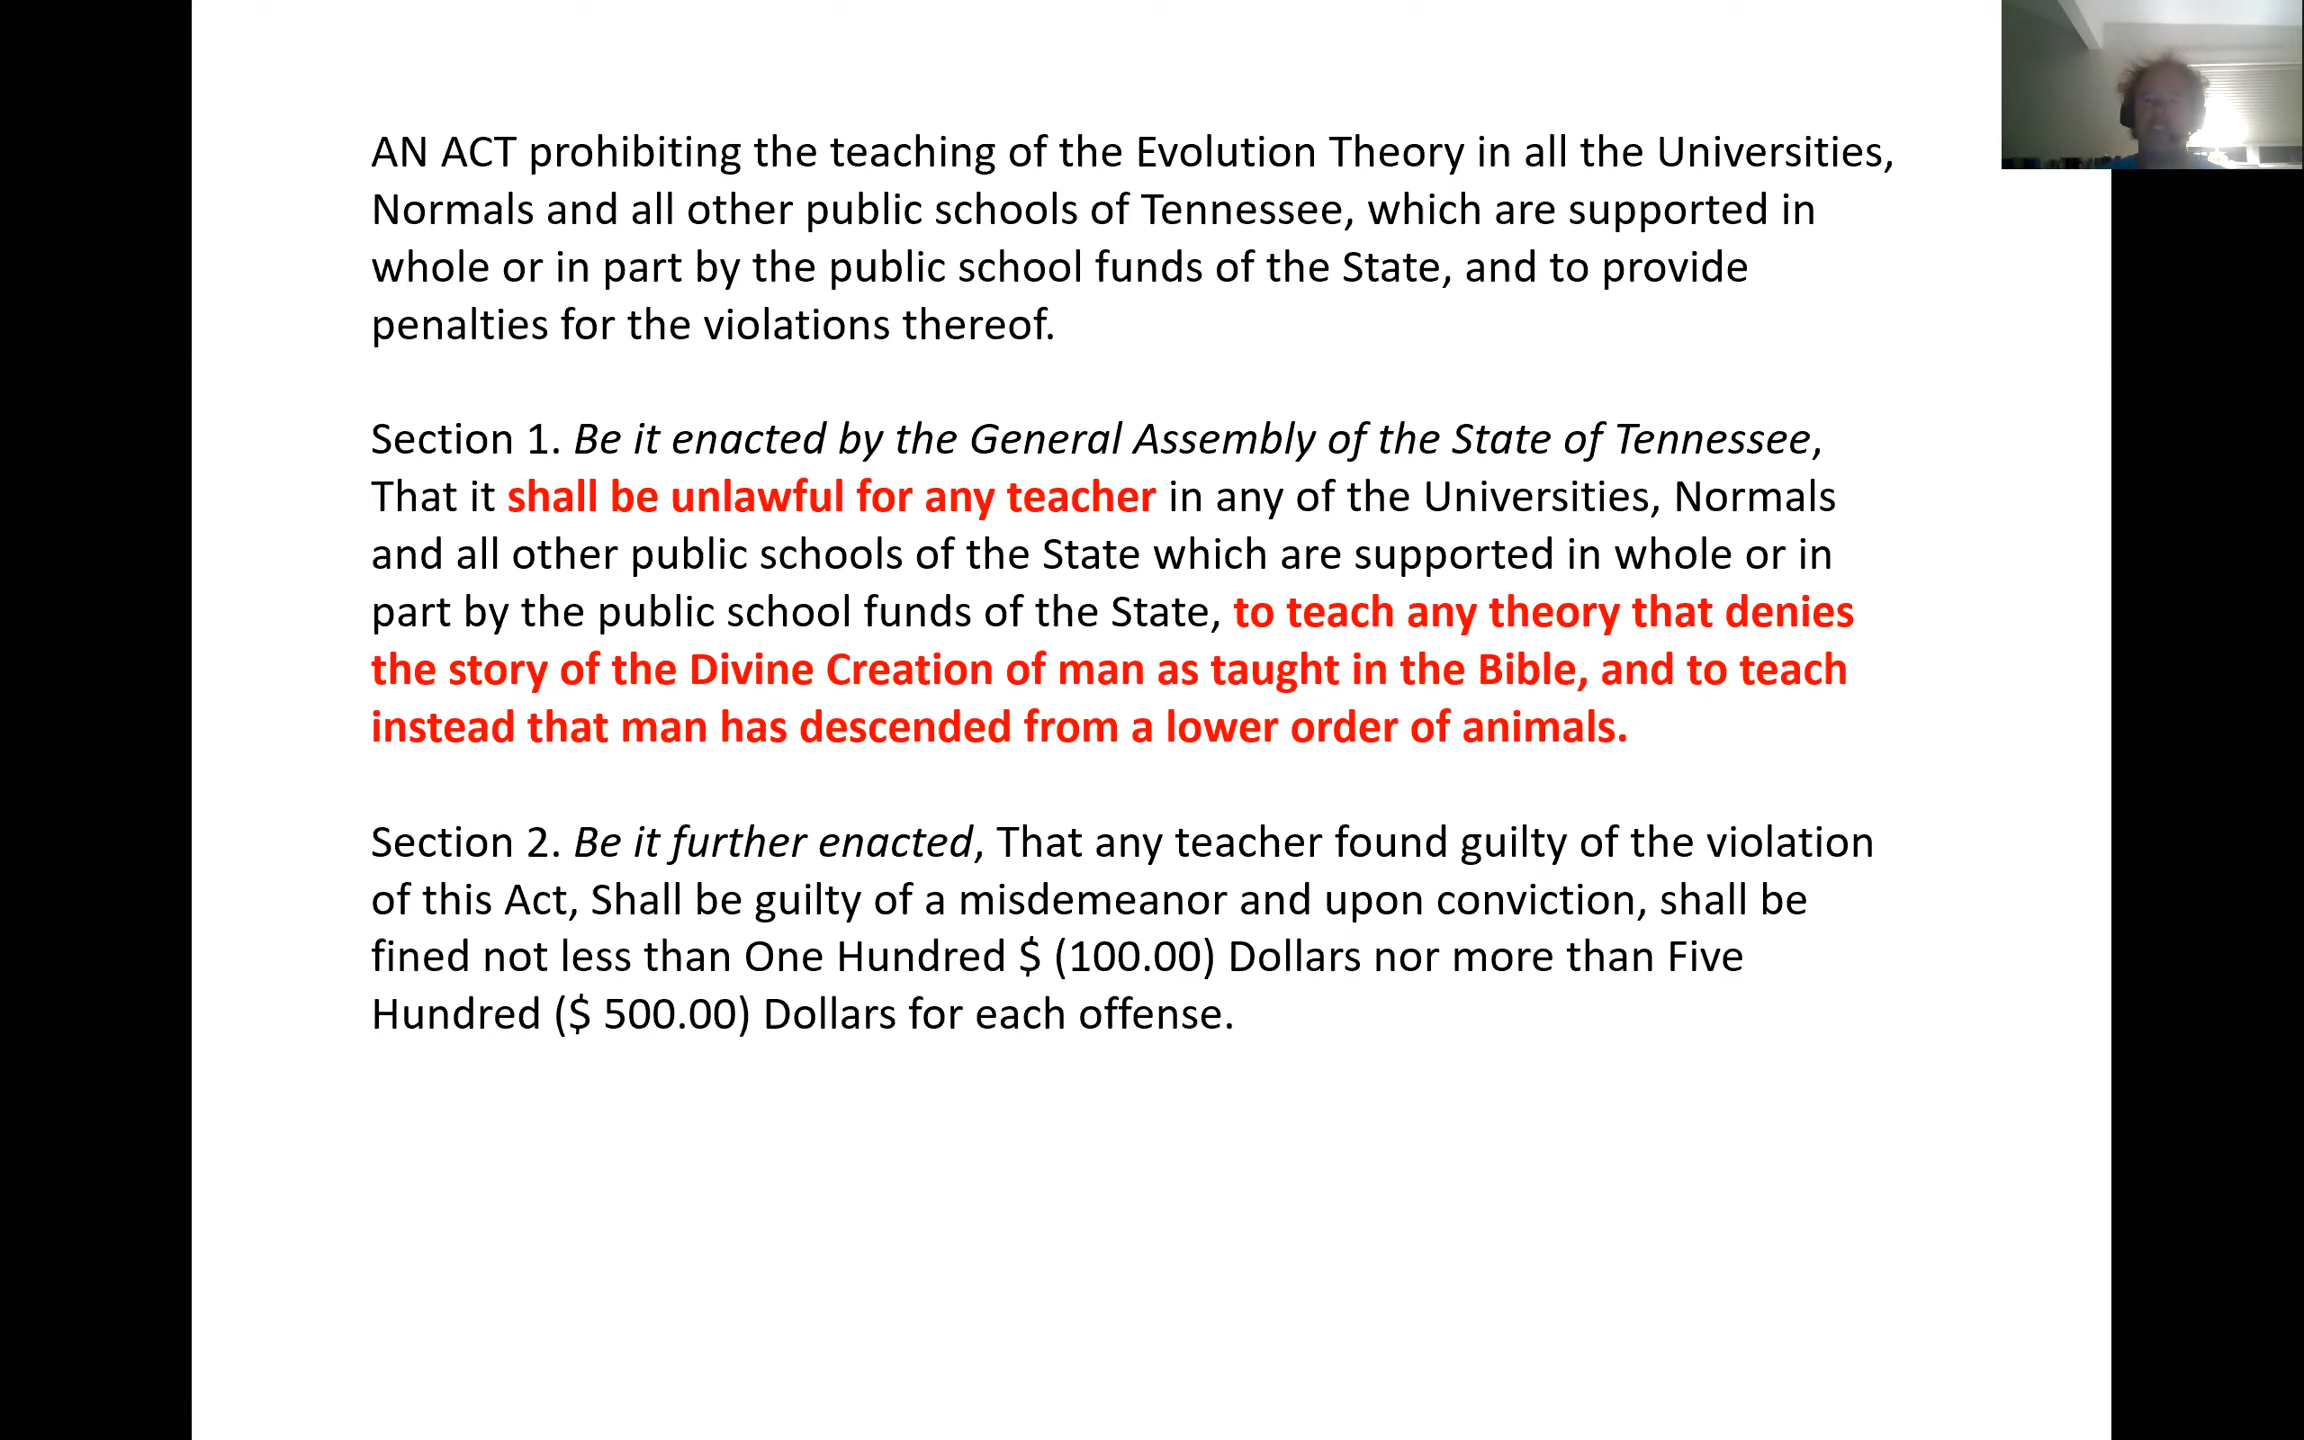 AN ACT prohibiting the teaching of the Evolution Theory in all the Universities,
Normals and all other public schools of Tennessee, which are supported in
whole or in part by the public school funds of the State, and to provide
penalties for the violations thereof.
Section 1. Be it enacted by the General Assembly of the State of Tennessee,
That it shall be unlawful for any teacher in any of the Universities, Normals
and all other public schools of the State which are supported in whole or in
part by the public school funds of the State, to teach any theory that denies
the story of the Divine Creation of man as taught in the Bible, and to teach
instead that man has descended from a lower order of animals.
Section 2. Be it further enacted, That any teacher found guilty of the violation
of this Act, Shall be guilty of a misdemeanor and upon conviction, shall be
fined not less than One Hundred $ (100.00) Dollars nor more than Five
Hundred ($ 500.00) Dollars for each offense.